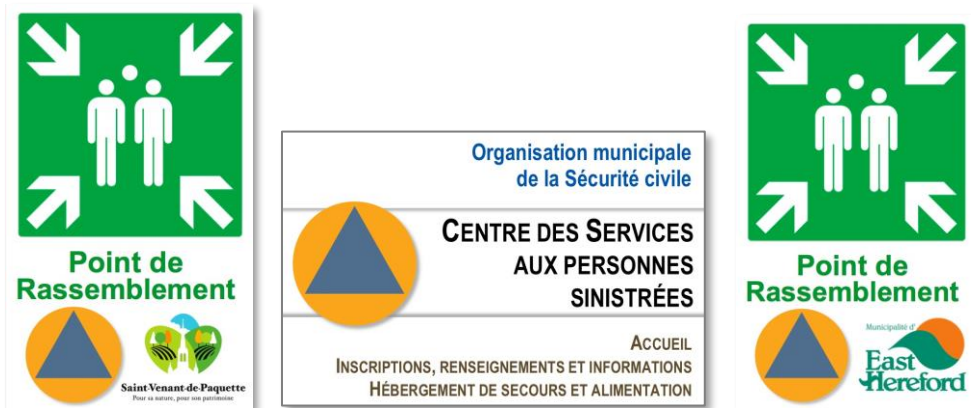 Point de
Rassemblement
Saint-Venant-de-Paquette
Pour sa nature, pour son patrimoine
Organisation municipale
de la Sécurité civile
CENTRE DES SERVICES
AUX PERSONNES
SINISTRÉES
ACCUEIL
INSCRIPTIONS, RENSEIGNEMENTS ET INFORMATIONS
HÉBERGEMENT DE SECOURS ET ALIMENTATION
Point de
Rassemblement
Municipalité d'
East
Hereford